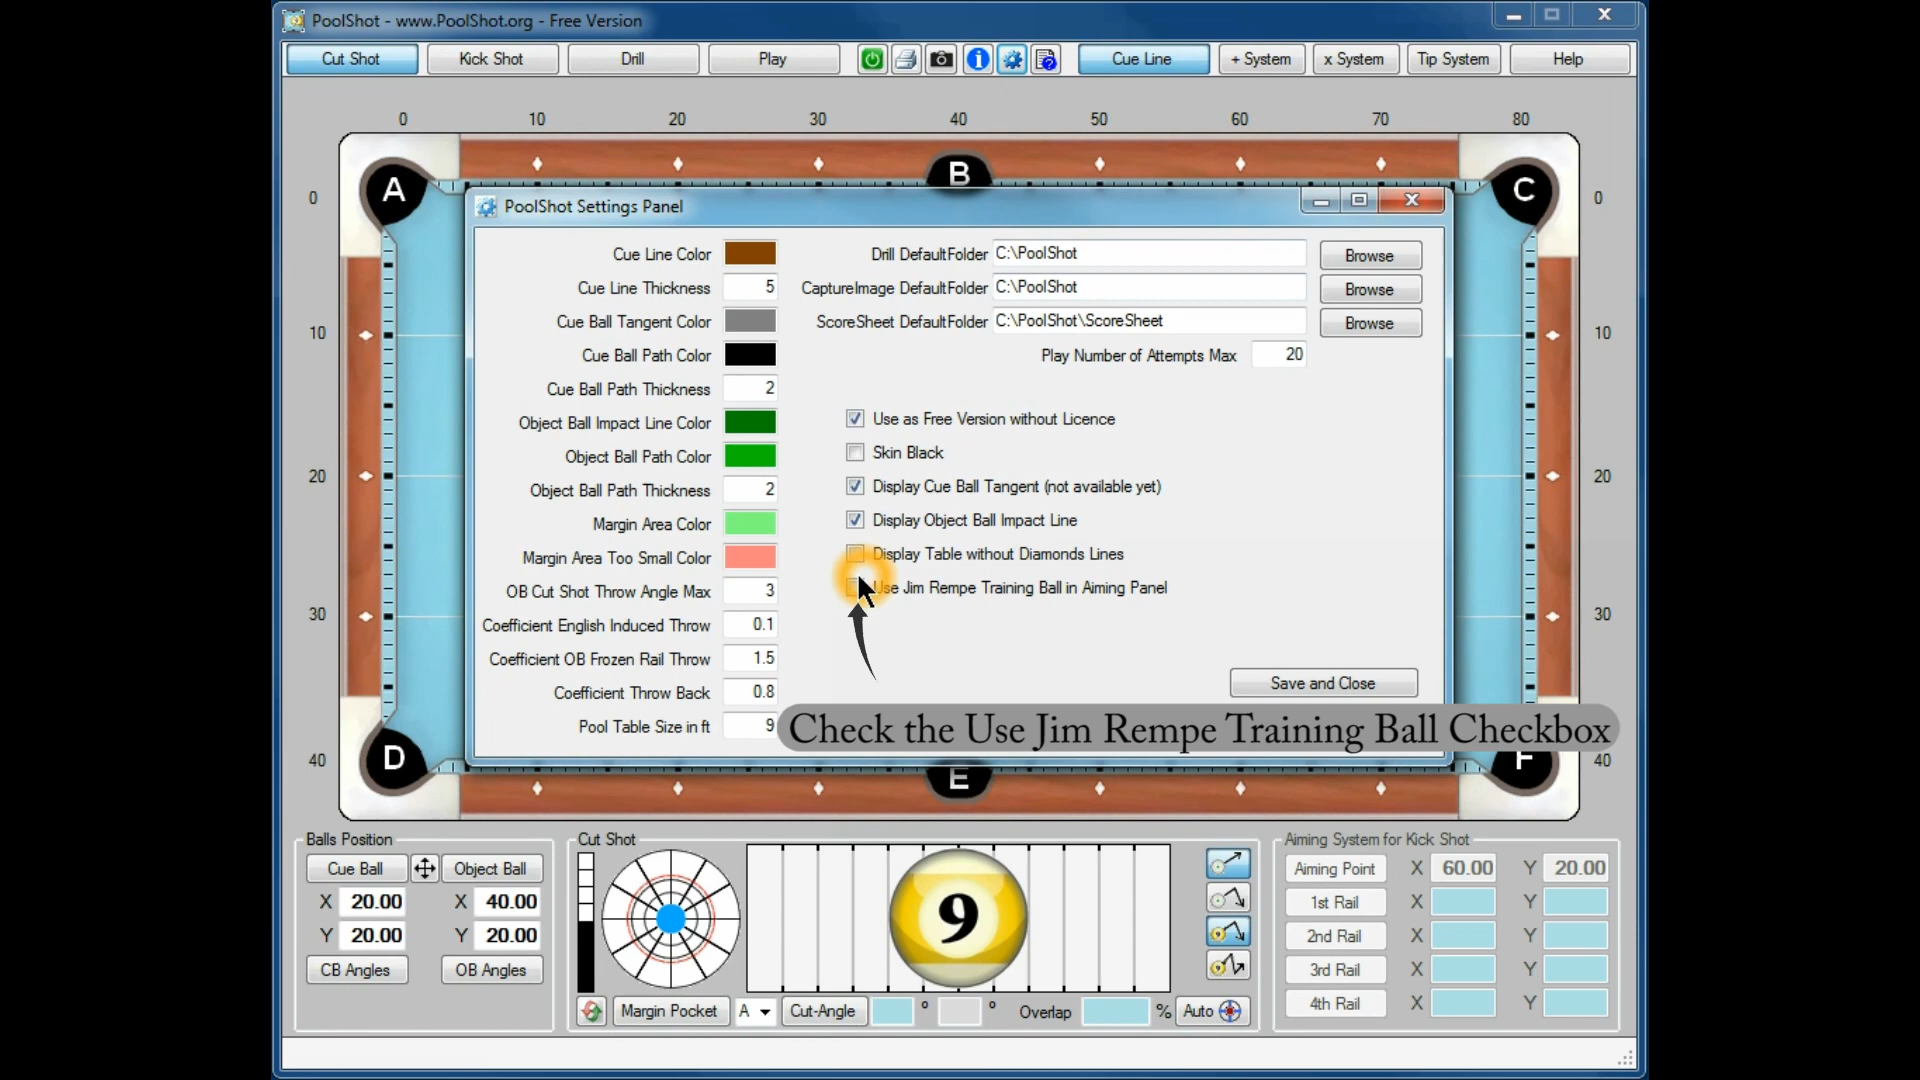 PoolShot - www.PoolShot.org - Free Version
Cut Shot Kick Shot Drill Play Cue Line + System x System Tip System Help
0 10 20 30 40 50 60 70 80
A B C
0 0
PoolShot Settings Panel
Cue Line Color Drill DefaultFolder C:\PoolShot Browse
Cue Line Thickness 5 CaptureImage DefaultFolder C:\PoolShot Browse
Cue Ball Tangent Color ScoreSheet DefaultFolder C:\PoolShot\ScoreSheet Browse
10 10
Cue Ball Path Color Play Number of Attempts Max 20
Cue Ball Path Thickness 2
Object Ball Impact Line Color Use as Free Version without Licence
Object Ball Path Color Skin Black
20 20
Object Ball Path Thickness 2 Display Cue Ball Tangent (not available yet)
Margin Area Color Display Object Ball Impact Line
Margin Area Too Small Color Display Table without Diamonds Lines
OB Cut Shot Throw Angle Max 3 Use Jim Rempe Training Ball in Aiming Panel
30 30
Coefficient English Induced Throw 0.1
Coefficient OB Frozen Rail Throw 1.5
Coefficient Throw Back 0.8 Save and Close
Pool Table Size in ft 9 Check the Use Jim Rempe Training Ball Checkbox
40 40
D E F
Balls Position Cut Shot Aiming System for Kick Shot
Cue Ball Object Ball Aiming Point X 60.00 Y 20.00
X 20.00 X 40.00 9 1st Rail X Y
Y 20.00 Y 20.00 2nd Rail X Y
CB Angles OB Angles 3rd Rail X Y
Margin Pocket A Cut-Angle ° ° Overlap % Auto 4th Rail X Y